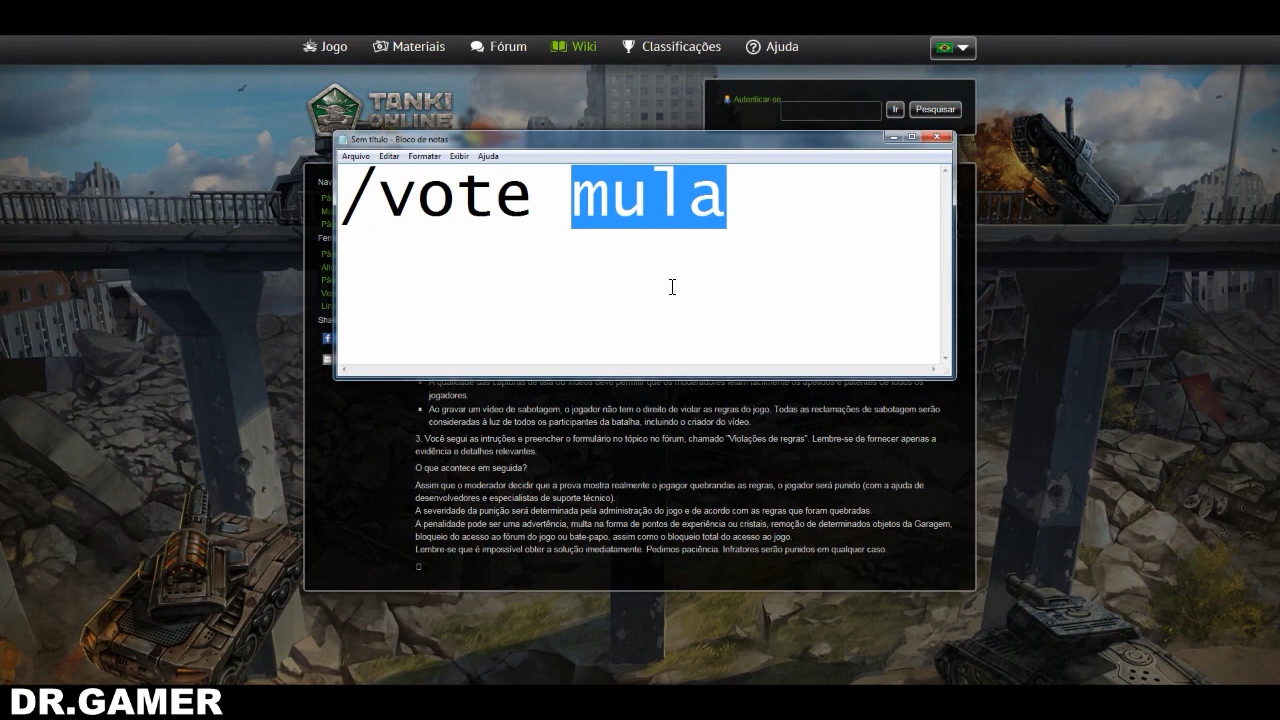 Jogo Materiais Fórum Wiki Classificações Ajuda
TANKI
ONLINE
Autenticar-se
Ir
Pesquisar
Sem título - Bloco de notas
Arquivo Editar Formatar Exibir Ajuda
/vote mula
jogadores.
Ao gravar um vídeo de sabotagem, o jogador não tem o direito de violar as regras do jogo. Todas as reclamações de sabotagem serão
consideradas à luz de todos os participantes da batalha, incluindo o criador do vídeo.
3. Você segui as intruções e preencher o formulário no tópico no fórum, chamado "Violações de regras". Lembre-se de fornecer apenas a
evidência e detalhes relevantes.
O que acontece em seguida?
Assim que o moderador decidir que a prova mostra realmente o jogagor quebrandas as regras, o jogador será punido (com a ajuda de
desenvolvedores e especialistas de suporte técnico).
A severidade da punição será determinada pela administração do jogo e de acordo com as regras que foram quebradas.
A penalidade pode ser uma advertência, multa na forma de pontos de experiência ou cristais, remoção de determinados objetos da Garagem,
bloqueio do acesso ao fórum do jogo ou bate-papo, assim como o bloqueio total do acesso ao jogo.
Lembre-se que é impossível obter a solução imediatamente. Pedimos paciência. Infratores serão punidos em qualquer caso.
DR.GAMER